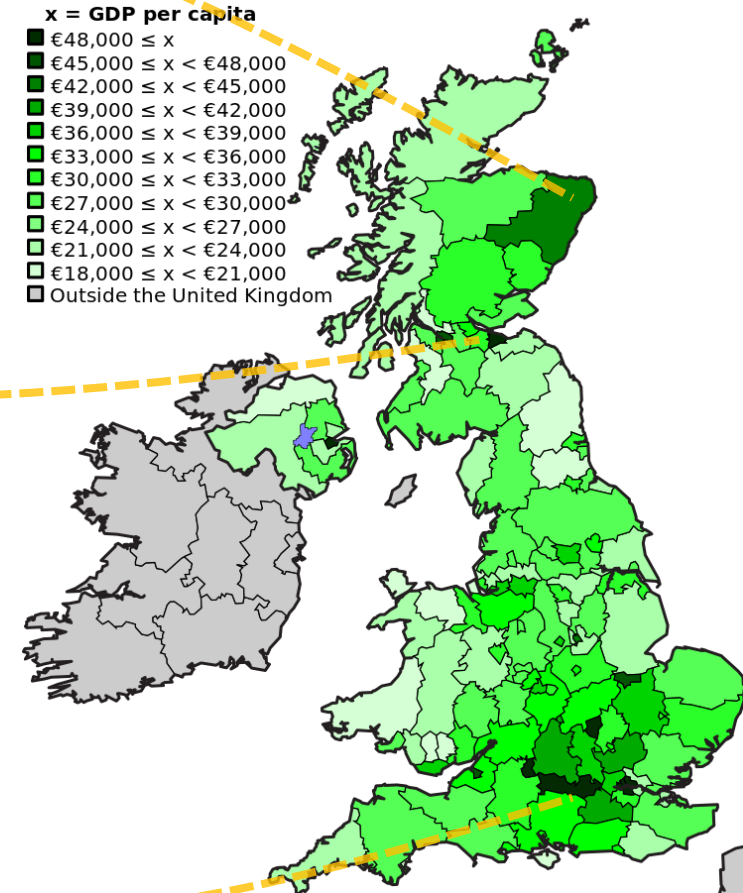 x = GDP per capita
€48,000 ≤ x
€45,000 ≤ x < €48,000
€42,000 ≤ x < €45,000
€39,000 ≤ x < €42,000
€36,000 ≤ x < €39,000
€33,000 ≤ x < €36,000
€30,000 ≤ x < €33,000
€27,000 ≤ x < €30,000
€24,000 ≤ x < €27,000
€21,000 ≤ x < €24,000
€18,000 ≤ x < €21,000
Outside the United Kingdom